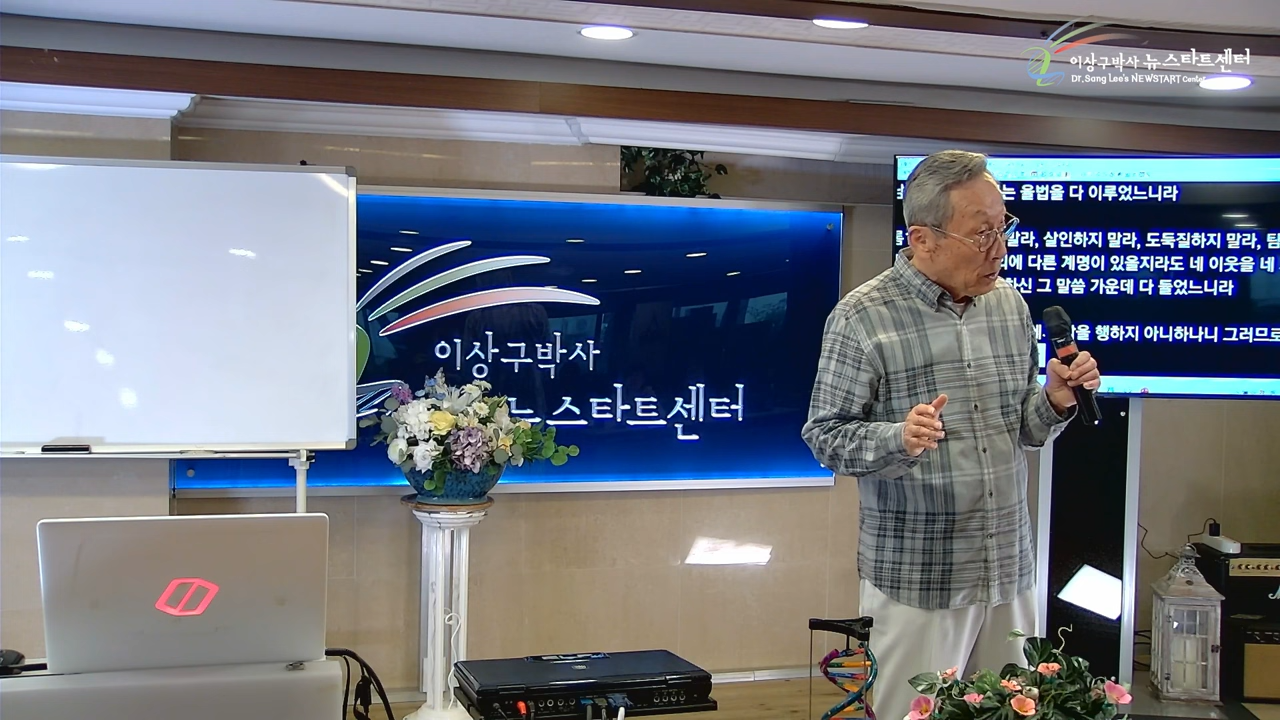 이상구박사 뉴스타트센터
Dr. Sang Lee's NEWSTART Center
는 율법을 다 이루었느니라
말라, 살인하지 말라, 도둑질하지 말라, 탐
에 다른 계명이 있을지라도 네 이웃을 네
하신 그 말씀 가운데 다 들었느니라
을 행하지 아니하나니 그러므로
이상구박사
뉴스타트센터